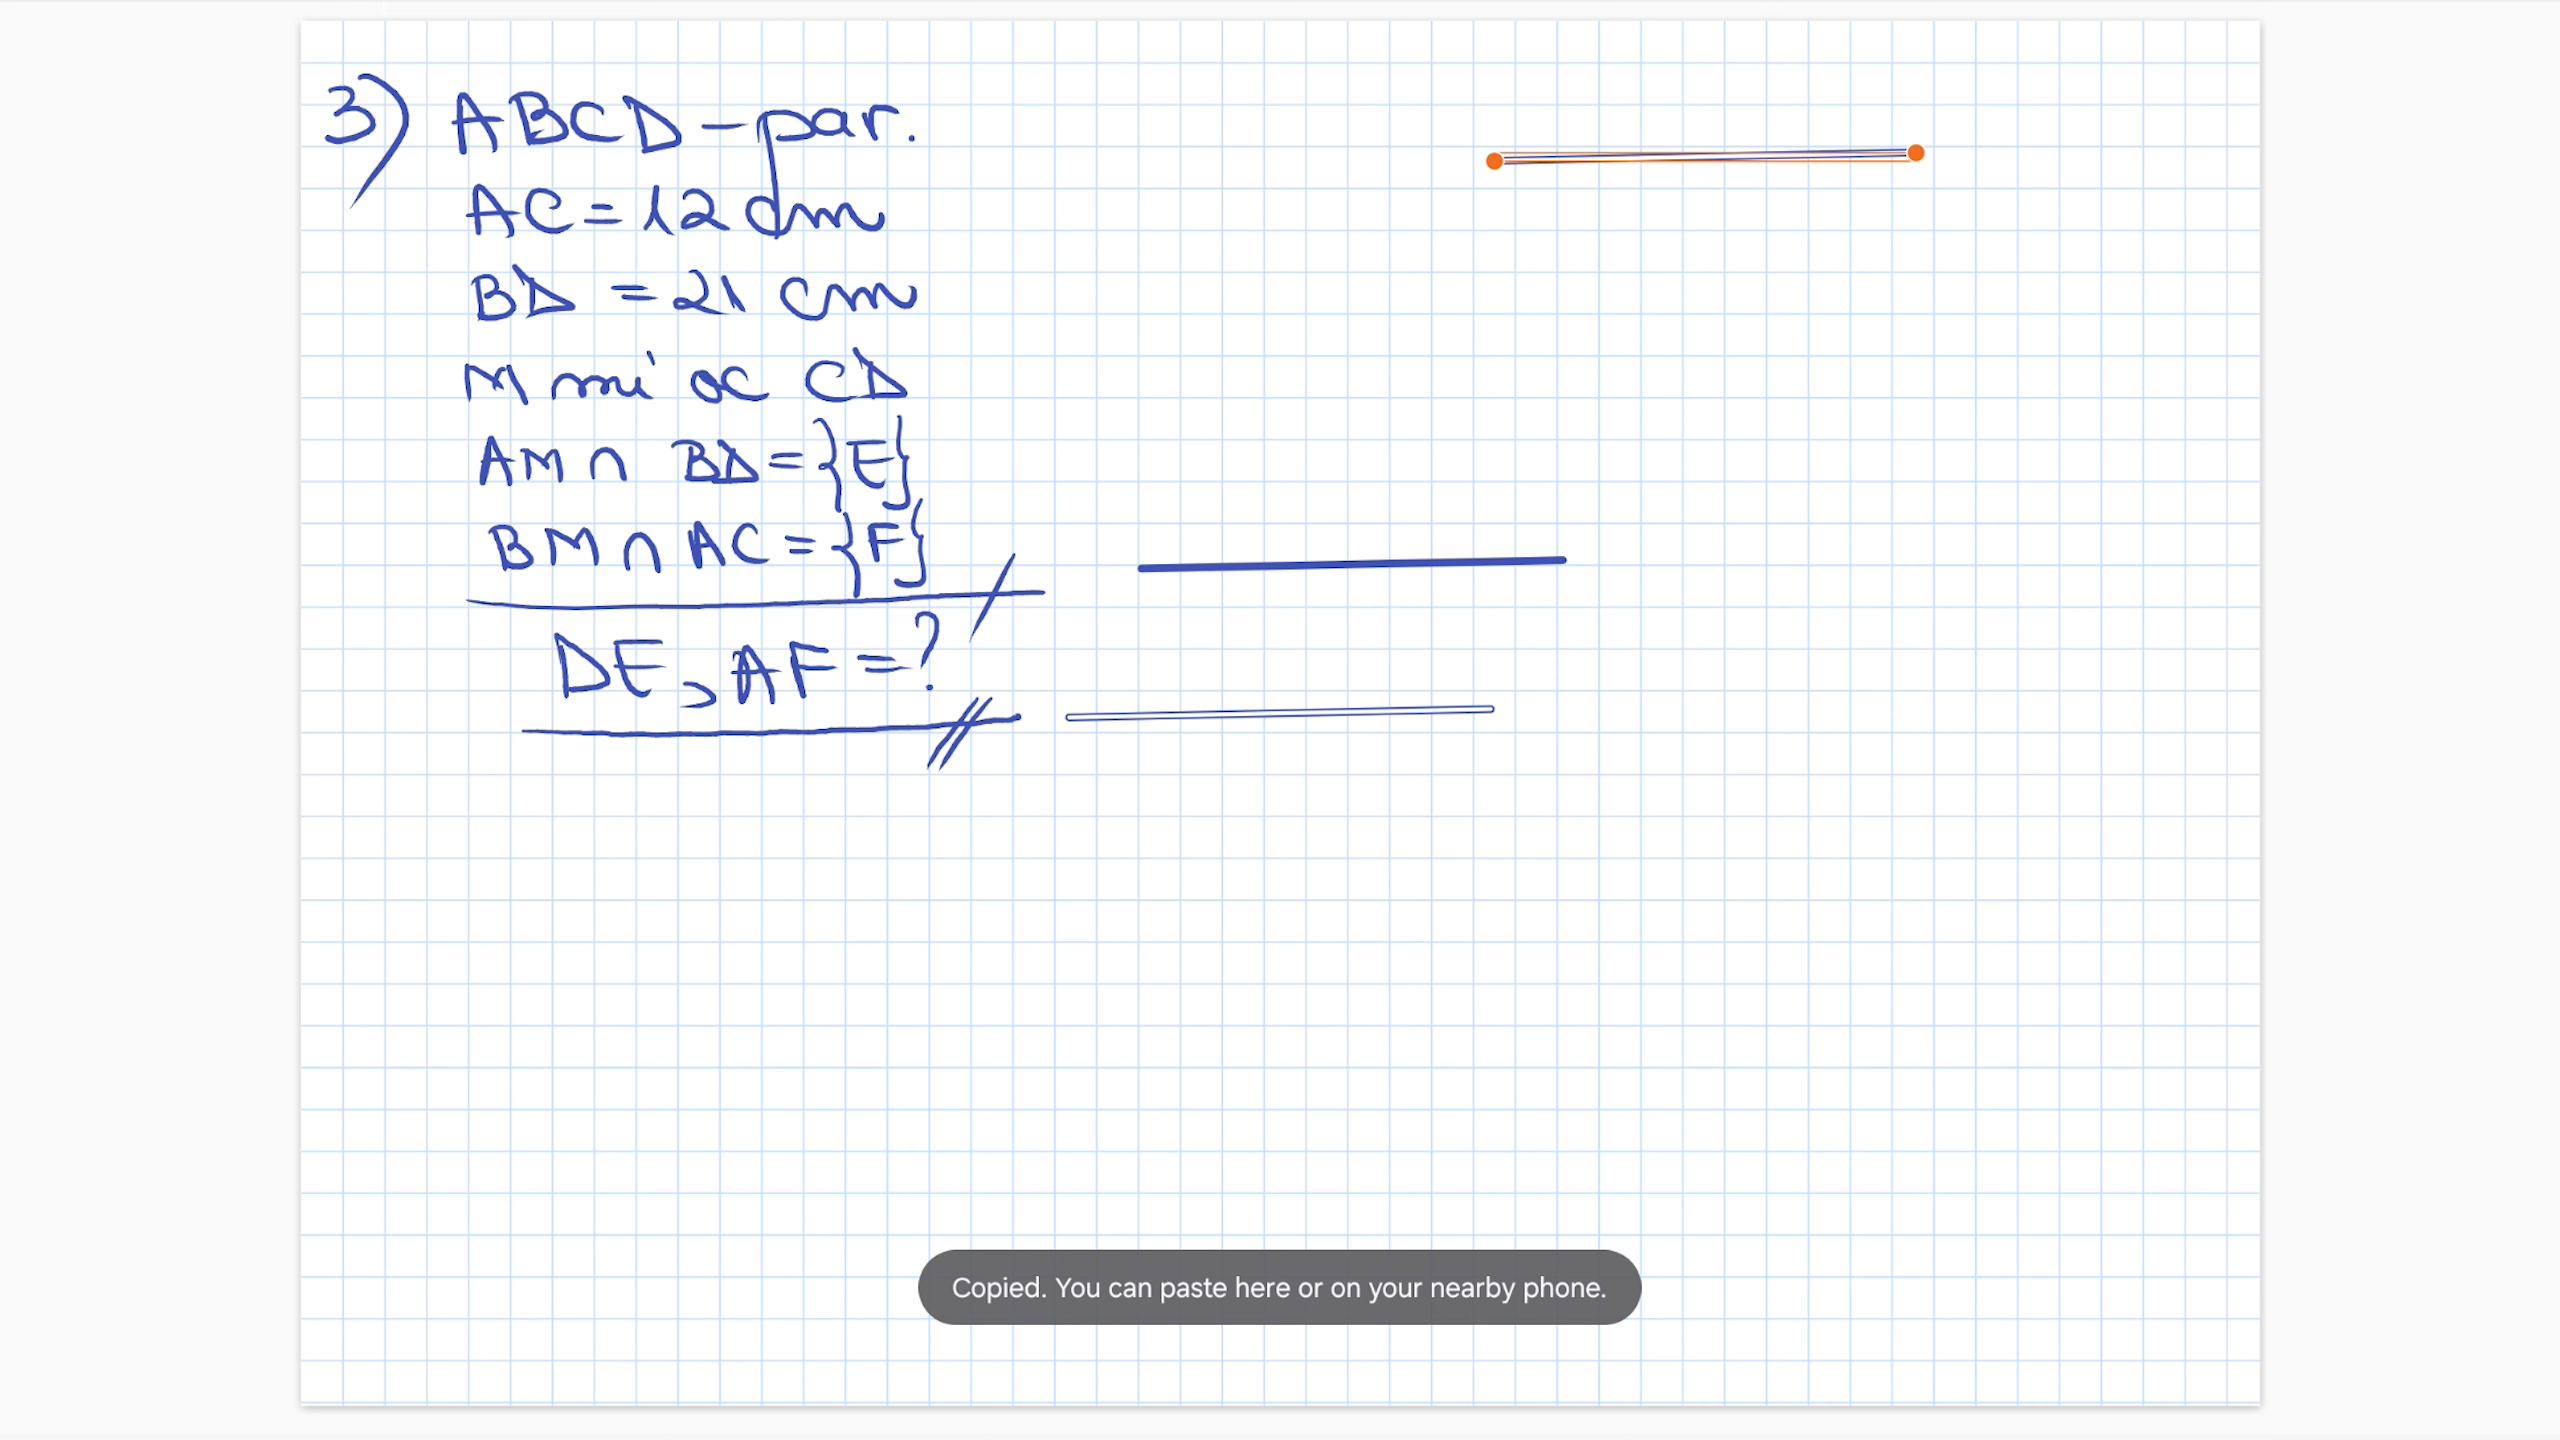 3) ABCD - par.
AC = 12 dm
BD = 21 cm
M mij a C CD
AM ∩ BD = {E}
BM ∩ AC = {F}
DE, AF = ?
Copied. You can paste here or on your nearby phone.